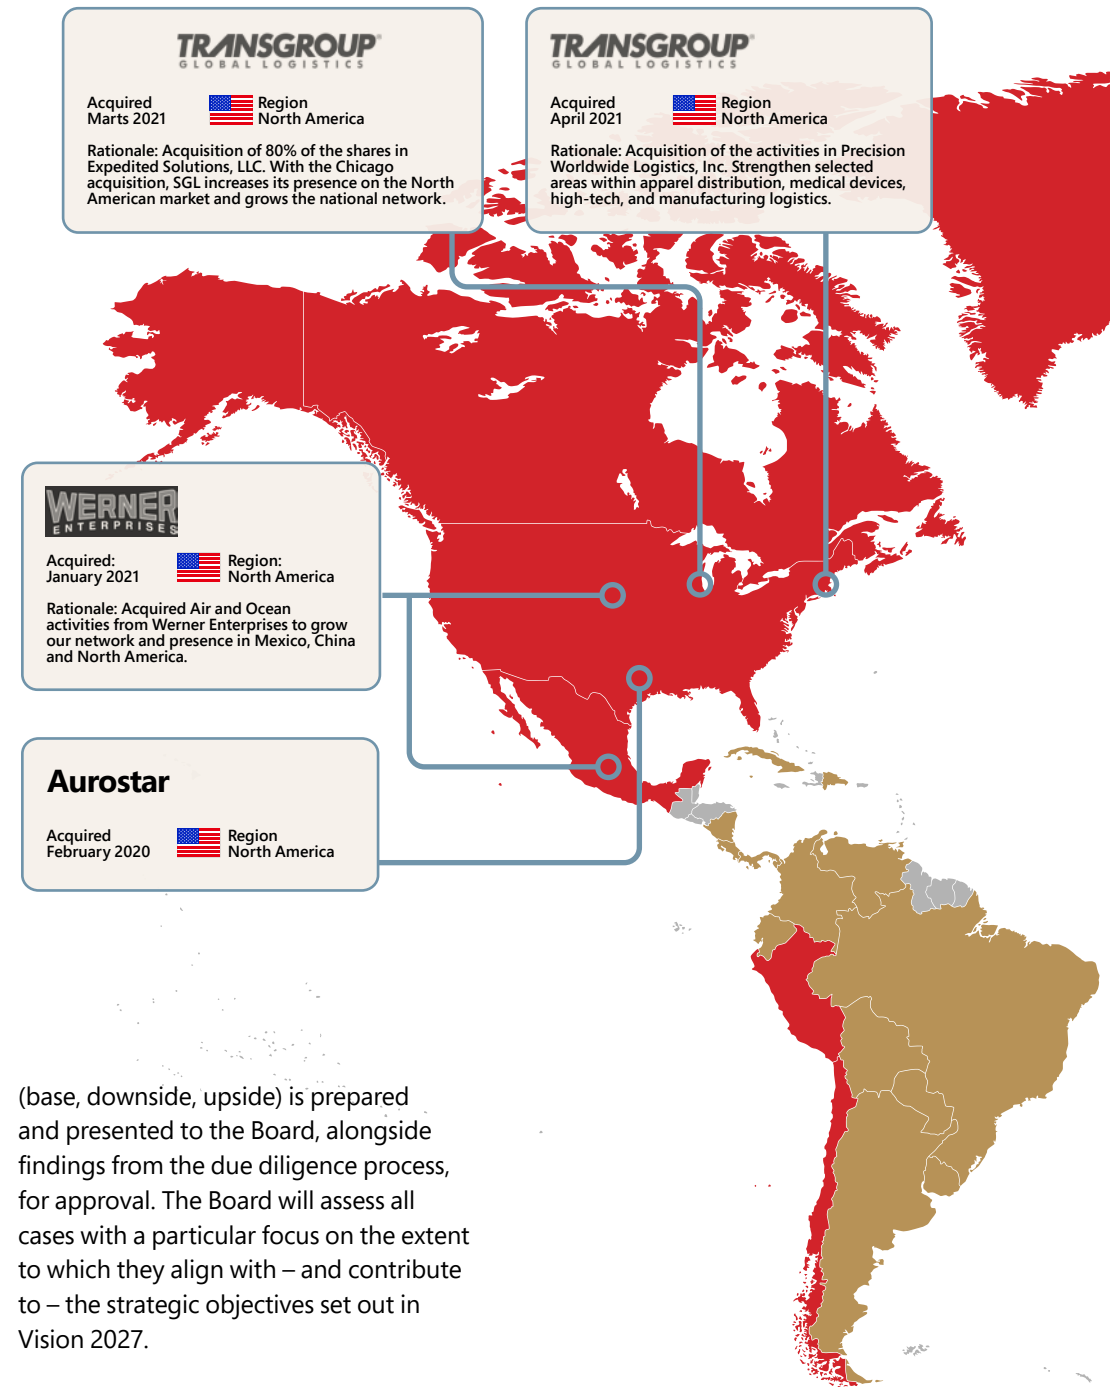 TRANSGROUP
GLOBAL LOGISTICS
Acquired
Marts 2021
Region
North America
Rationale: Acquisition of 80% of the shares in
Expedited Solutions, LLC. With the Chicago
acquisition, SGL increases its presence on the North
American market and grows the national network.
TRANSGROUP
GLOBAL LOGISTICS
Acquired
April 2021
Region
North America
Rationale: Acquisition of the activities in Precision
Worldwide Logistics, Inc. Strengthen selected
areas within apparel distribution, medical devices,
high-tech, and manufacturing logistics.
WERNER
ENTERPRISES
Acquired:
January 2021
Region:
North America
Rationale: Acquired Air and Ocean
activities from Werner Enterprises to grow
our network and presence in Mexico, China
and North America.
Aurostar
Acquired
February 2020
Region
North America
(base, downside, upside) is prepared
and presented to the Board, alongside
findings from the due diligence process,
for approval. The Board will assess all
cases with a particular focus on the extent
to which they align with – and contribute
to – the strategic objectives set out in
Vision 2027.